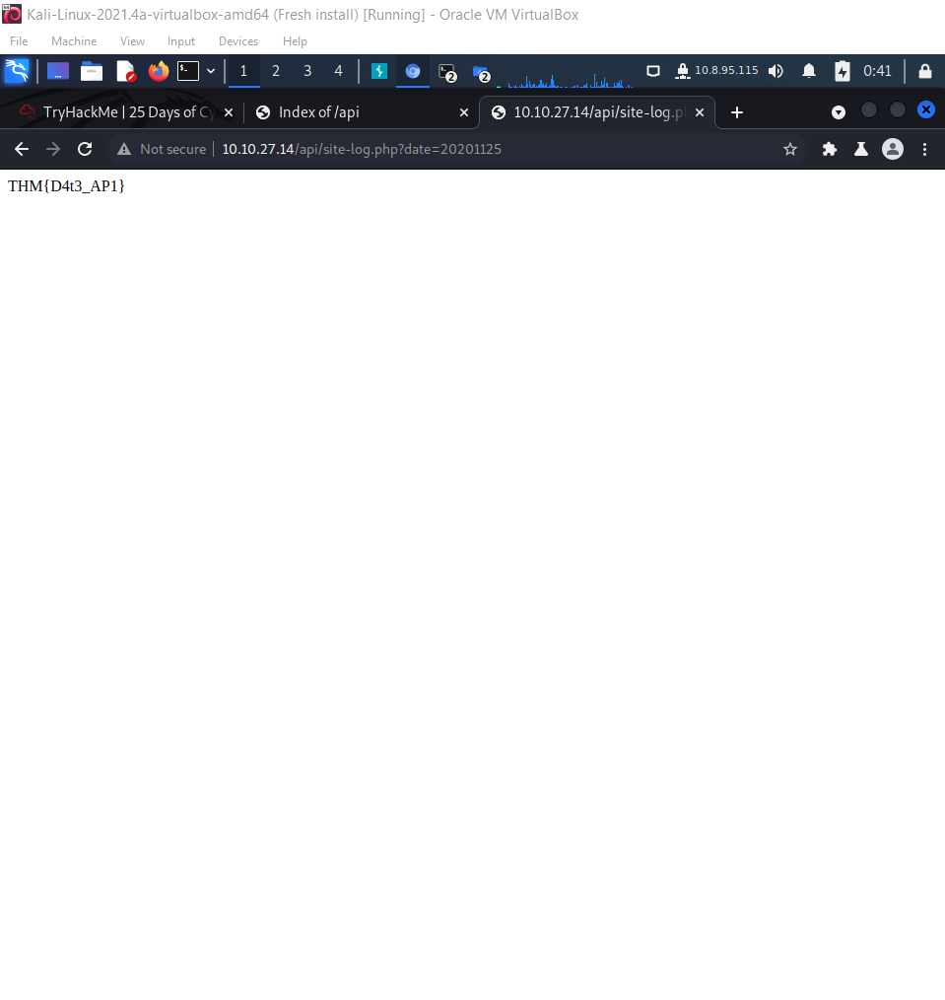 Kali-Linux-2021.4a-virtualbox-amd64 (Fresh install) [Running] - Oracle VM VirtualBox
File Machine View Input Devices Help
1 2 3 4 2 2 10.8.95.115 0:41
TryHackMe | 25 Days of Cy Index of /api 10.10.27.14/api/site-log.p
Not secure 10.10.27.14/api/site-log.php?date=20201125
THM{D4t3_AP1}